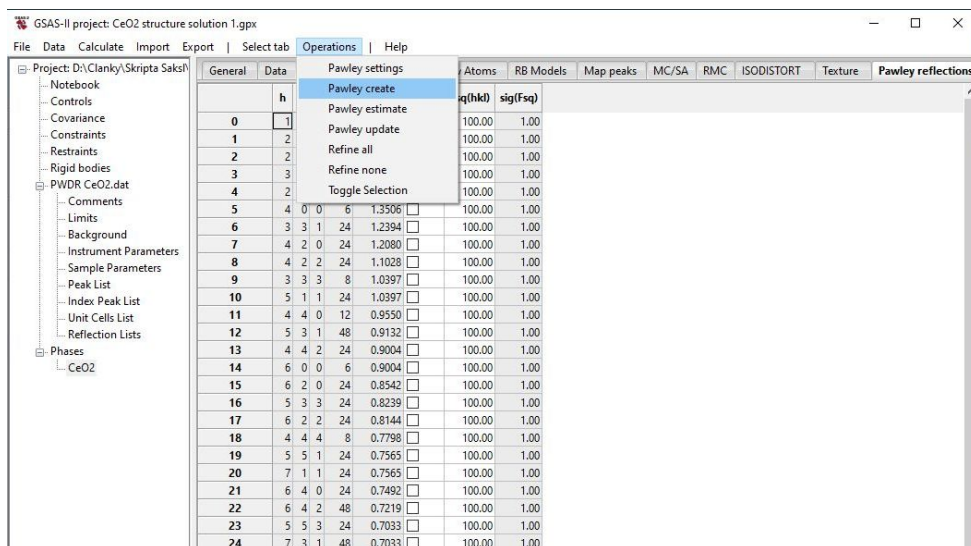 GSAS-II project: CeO2 structure solution 1.gpx
File Data Calculate Import Export | Select tab Operations | Help
Project: D:\Clanky\Skripta Saksl\
Notebook
Controls
Covariance
Constraints
Restraints
Rigid bodies
PWDR CeO2.dat
Comments
Limits
Background
Instrument Parameters
Sample Parameters
Peak List
Index Peak List
Unit Cells List
Reflection Lists
Phases
CeO2
General Data Atoms RB Models Map peaks MC/SA RMC ISODISTORT Texture Pawley reflections
Pawley settings
Pawley create
Pawley estimate
Pawley update
Refine all
Refine none
Toggle Selection
h sq(hkl) sig(Fsq)
0 1 100.00 1.00
1 2 100.00 1.00
2 2 100.00 1.00
3 3 100.00 1.00
4 2 100.00 1.00
5 4 0 0 6 1.3506 100.00 1.00
6 3 3 1 24 1.2394 100.00 1.00
7 4 2 0 24 1.2080 100.00 1.00
8 4 2 2 24 1.1028 100.00 1.00
9 3 3 3 8 1.0397 100.00 1.00
10 5 1 1 24 1.0397 100.00 1.00
11 4 4 0 12 0.9550 100.00 1.00
12 5 3 1 48 0.9132 100.00 1.00
13 4 4 2 24 0.9004 100.00 1.00
14 6 0 0 6 0.9004 100.00 1.00
15 6 2 0 24 0.8542 100.00 1.00
16 5 3 3 24 0.8239 100.00 1.00
17 6 2 2 24 0.8144 100.00 1.00
18 4 4 4 8 0.7798 100.00 1.00
19 5 5 1 24 0.7565 100.00 1.00
20 7 1 1 24 0.7565 100.00 1.00
21 6 4 0 24 0.7492 100.00 1.00
22 6 4 2 48 0.7219 100.00 1.00
23 5 5 3 24 0.7033 100.00 1.00
24 7 3 1 48 0.7033 100.00 1.00